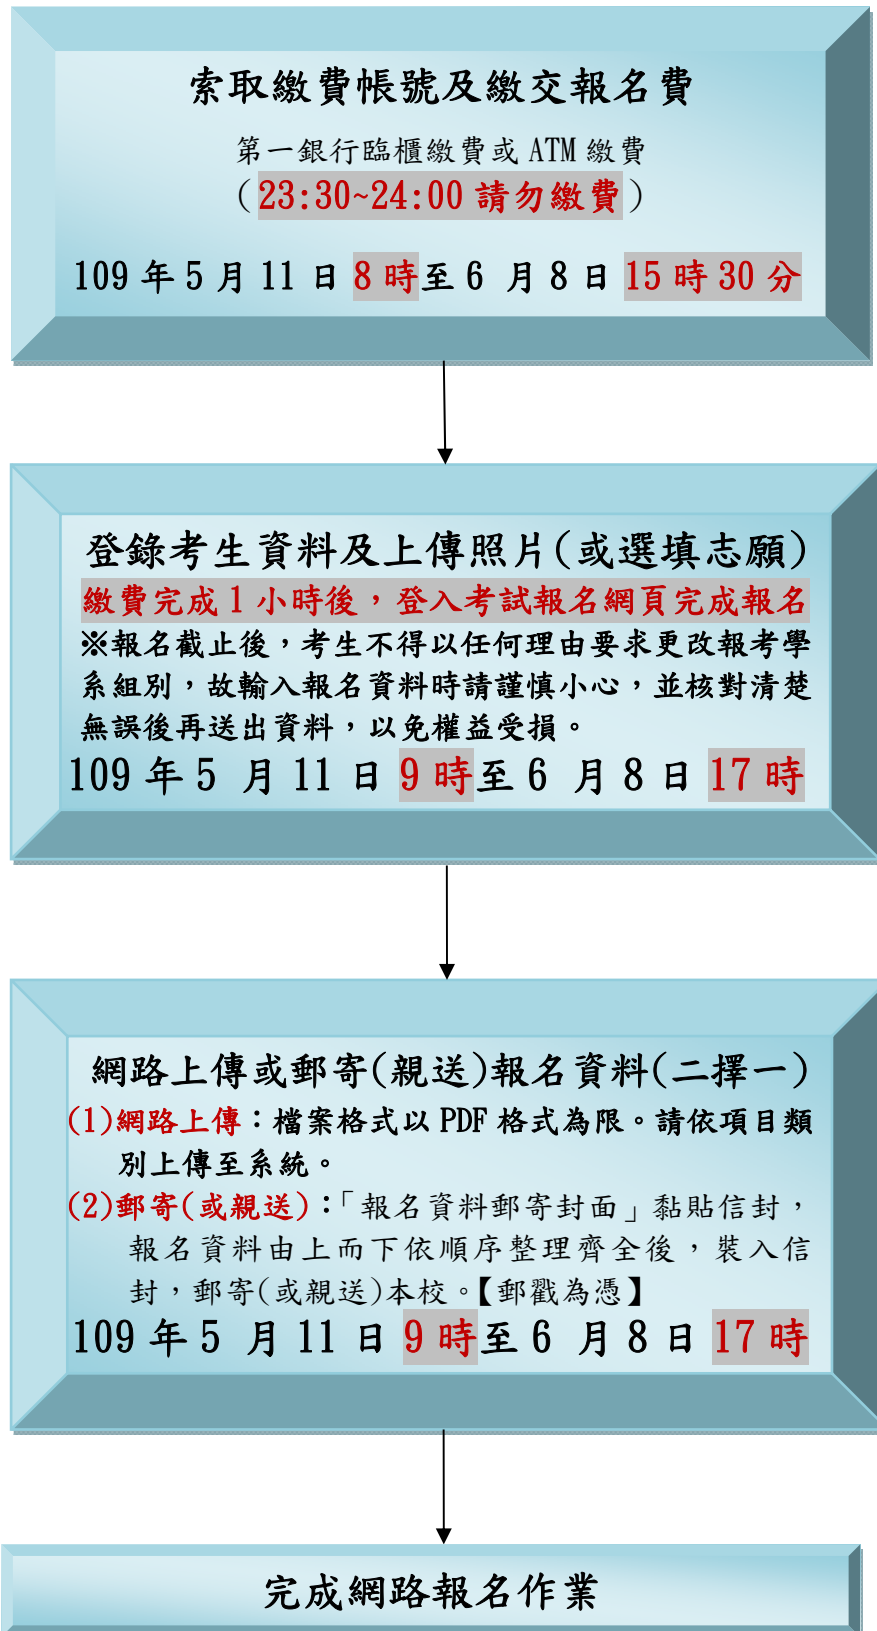 索取繳費帳號及繳交報名費
第一銀行臨櫃繳費或 ATM 繳費
（23:30~24:00 請勿繳費）
109 年 5 月 11 日 8 時至 6 月 8 日 15 時 30 分
登錄考生資料及上傳照片(或選填志願)
繳費完成 1 小時後，登入考試報名網頁完成報名
※報名截止後，考生不得以任何理由要求更改報考學
系組別，故輸入報名資料時請謹慎小心，並核對清楚
無誤後再送出資料，以免權益受損。
109 年 5 月 11 日 9 時至 6 月 8 日 17 時
網路上傳或郵寄(親送)報名資料(二擇一)
(1)網路上傳：檔案格式以 PDF 格式為限。請依項目類
別上傳至系統。
(2)郵寄(或親送)：「報名資料郵寄封面」黏貼信封，
報名資料由上而下依順序整理齊全後，裝入信
封，郵寄(或親送)本校。【郵戳為憑】
109 年 5 月 11 日 9 時至 6 月 8 日 17 時
完成網路報名作業